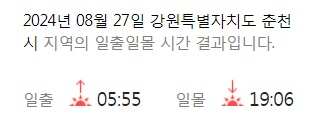 2024년 08월 27일 강원특별자치도 춘천
시 지역의 일출일몰 시간 결과입니다.
일출 05:55 일몰 19:06